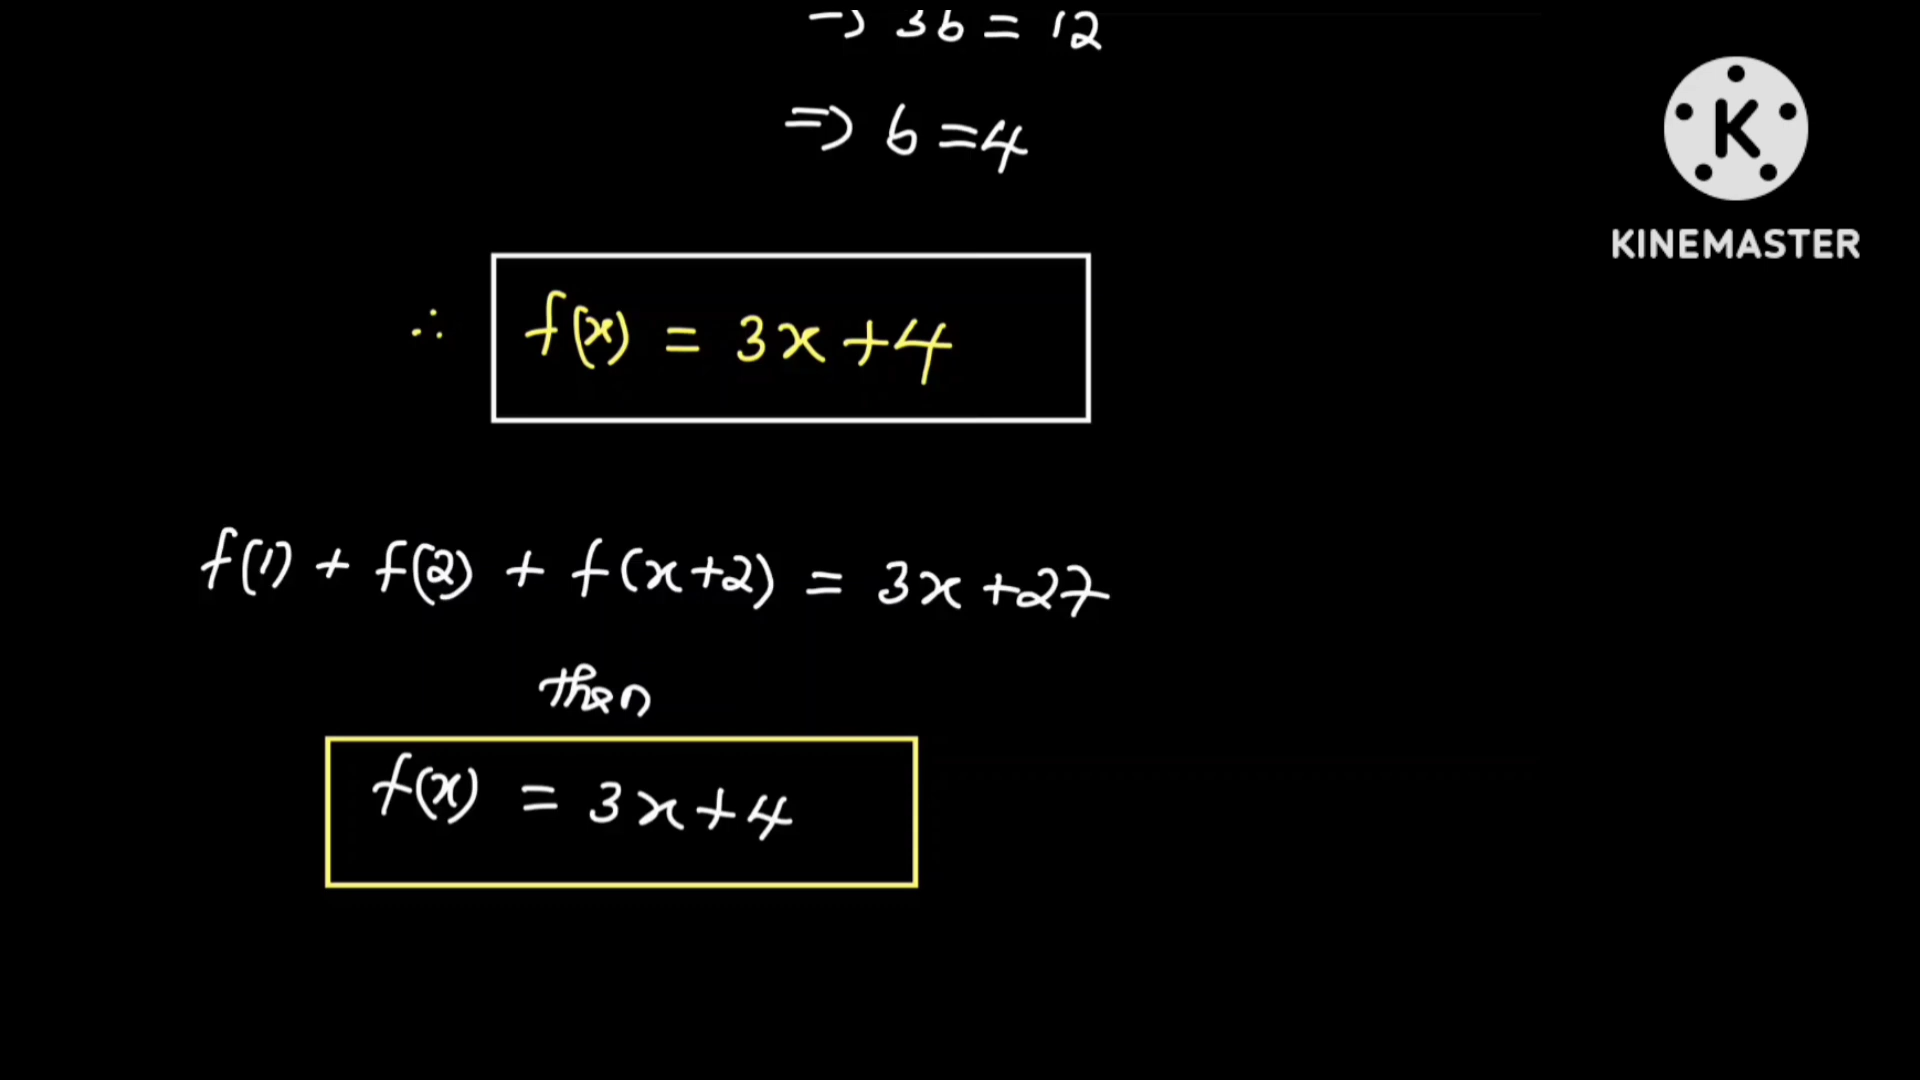 ⇒ 3b = 12
⇒ b = 4
∴ f(x) = 3x + 4
f(1) + f(2) + f(x+2) = 3x + 27
then
f(x) = 3x + 4
K
KINEMASTER